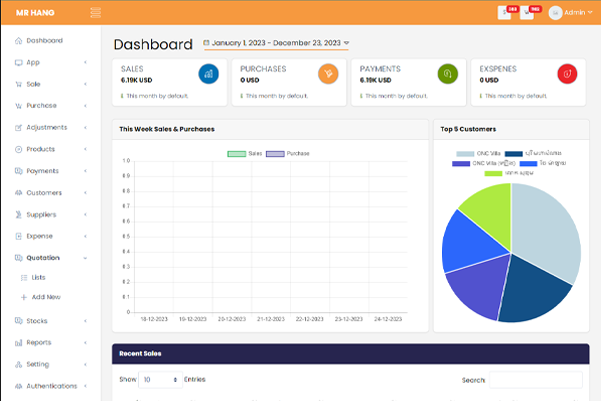 MR HANG
Admin
Dashboard
January 1, 2023 - December 23, 2023
Dashboard
App
Sale
Purchase
Adjustments
Products
Payments
Customers
Suppliers
Expense
Quotation
Lists
Add New
Stocks
Reports
Setting
Authentications
SALES
6.19K USD
This month by default.
PURCHASES
0 USD
This month by default.
PAYMENTS
6.19K USD
This month by default.
EXSPENES
0 USD
This month by default.
This Week Sales & Purchases
Sales
Purchase
1.0
0.9
0.8
0.7
0.6
0.5
0.4
0.3
0.2
0.1
0
18-12-2023
19-12-2023
20-12-2023
21-12-2023
22-12-2023
23-12-2023
24-12-2023
Top 5 Customers
ONC Villa
ONC Villa
Recent Sales
Show 10 Entries
Search: